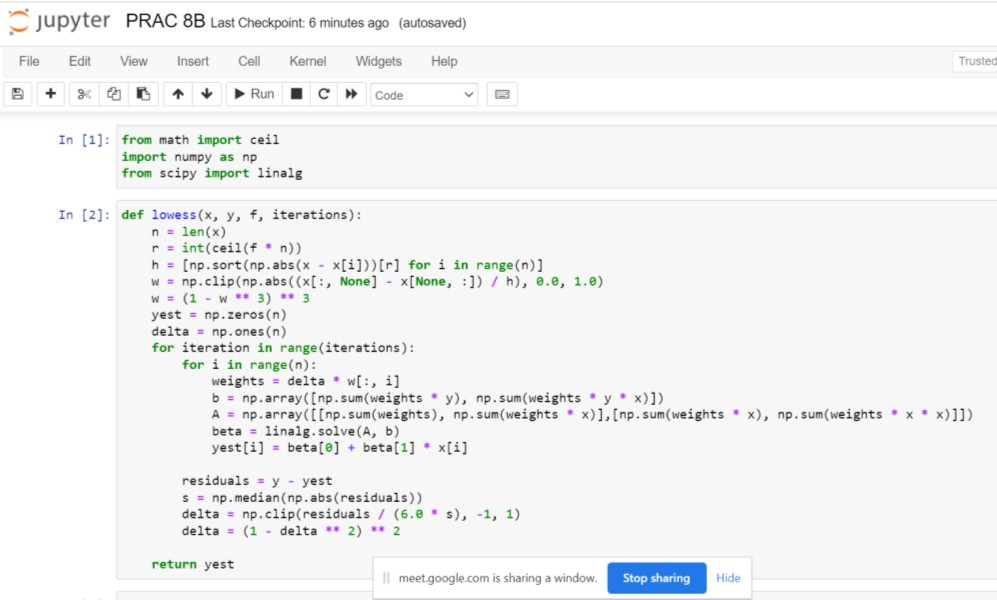 jupyter PRAC 8B Last Checkpoint: 6 minutes ago (autosaved)
File Edit View Insert Cell Kernel Widgets Help Trusted
Run Code
In [1]: from math import ceil
import numpy as np
from scipy import linalg
In [2]: def lowess(x, y, f, iterations):
    n = len(x)
    r = int(ceil(f * n))
    h = [np.sort(np.abs(x - x[i]))[r] for i in range(n)]
    w = np.clip(np.abs((x[:, None] - x[None, :]) / h), 0.0, 1.0)
    w = (1 - w ** 3) ** 3
    yest = np.zeros(n)
    delta = np.ones(n)
    for iteration in range(iterations):
        for i in range(n):
            weights = delta * w[:, i]
            b = np.array([np.sum(weights * y), np.sum(weights * y * x)])
            A = np.array([[np.sum(weights), np.sum(weights * x)],[np.sum(weights * x), np.sum(weights * x * x)]])
            beta = linalg.solve(A, b)
            yest[i] = beta[0] + beta[1] * x[i]
        residuals = y - yest
        s = np.median(np.abs(residuals))
        delta = np.clip(residuals / (6.0 * s), -1, 1)
        delta = (1 - delta ** 2) ** 2
    return yest
meet.google.com is sharing a window. Stop sharing Hide